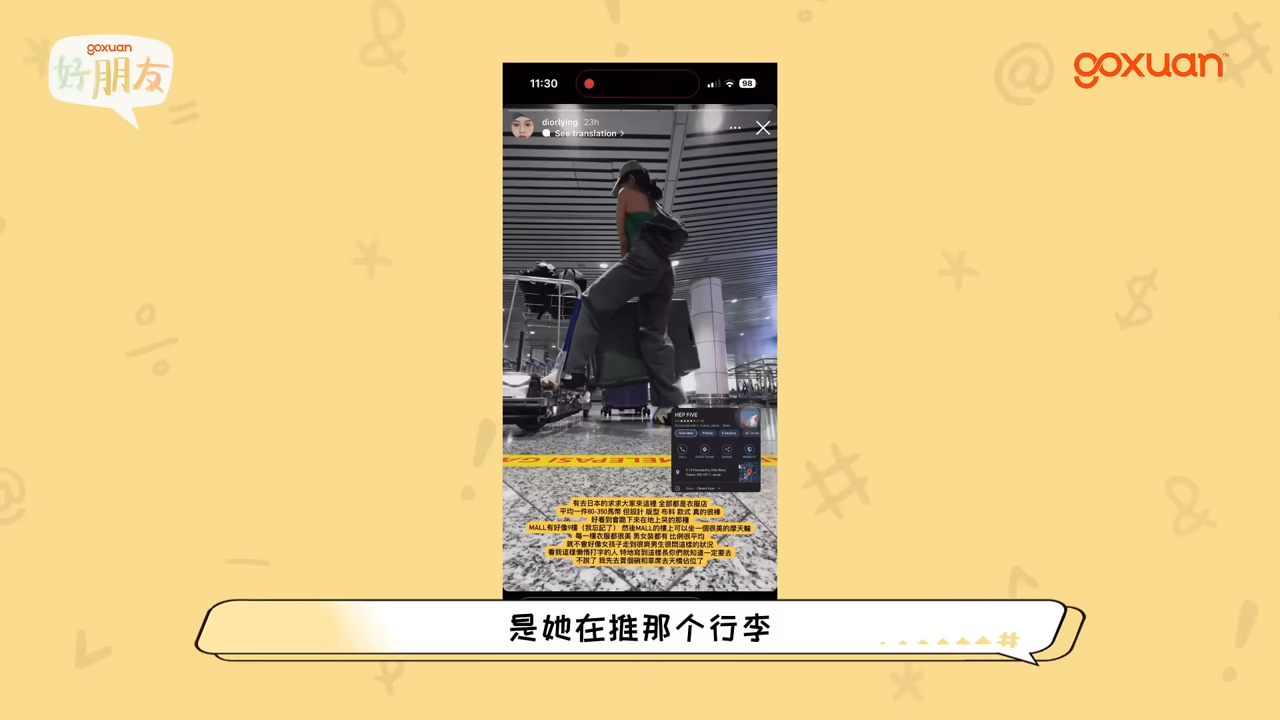 goxuan
好朋友
goxuan
11:30
98
diorlying 23h
See translation
HEP FIVE
MELEPASI GA
有去日本的求求大家來這裡 全部都是衣服店
平均一件80-350馬幣 但設計 版型 布料 款式 真的很棒
好看到會跪下來在地上哭的那種
MALL有好像9樓（我忘記了） 然後MALL的樓上可以坐一個很美的摩天輪
每一樓衣服都很美 男女裝都有 比例很平均
就不會好像女孩子走到很爽男生很悶這樣的狀況
看我這樣懶惰打字的人 特地寫到這樣長你們就知道一定要去
不說了 我先去買個碗和草席去天橋佔位了
是她在推那个行李